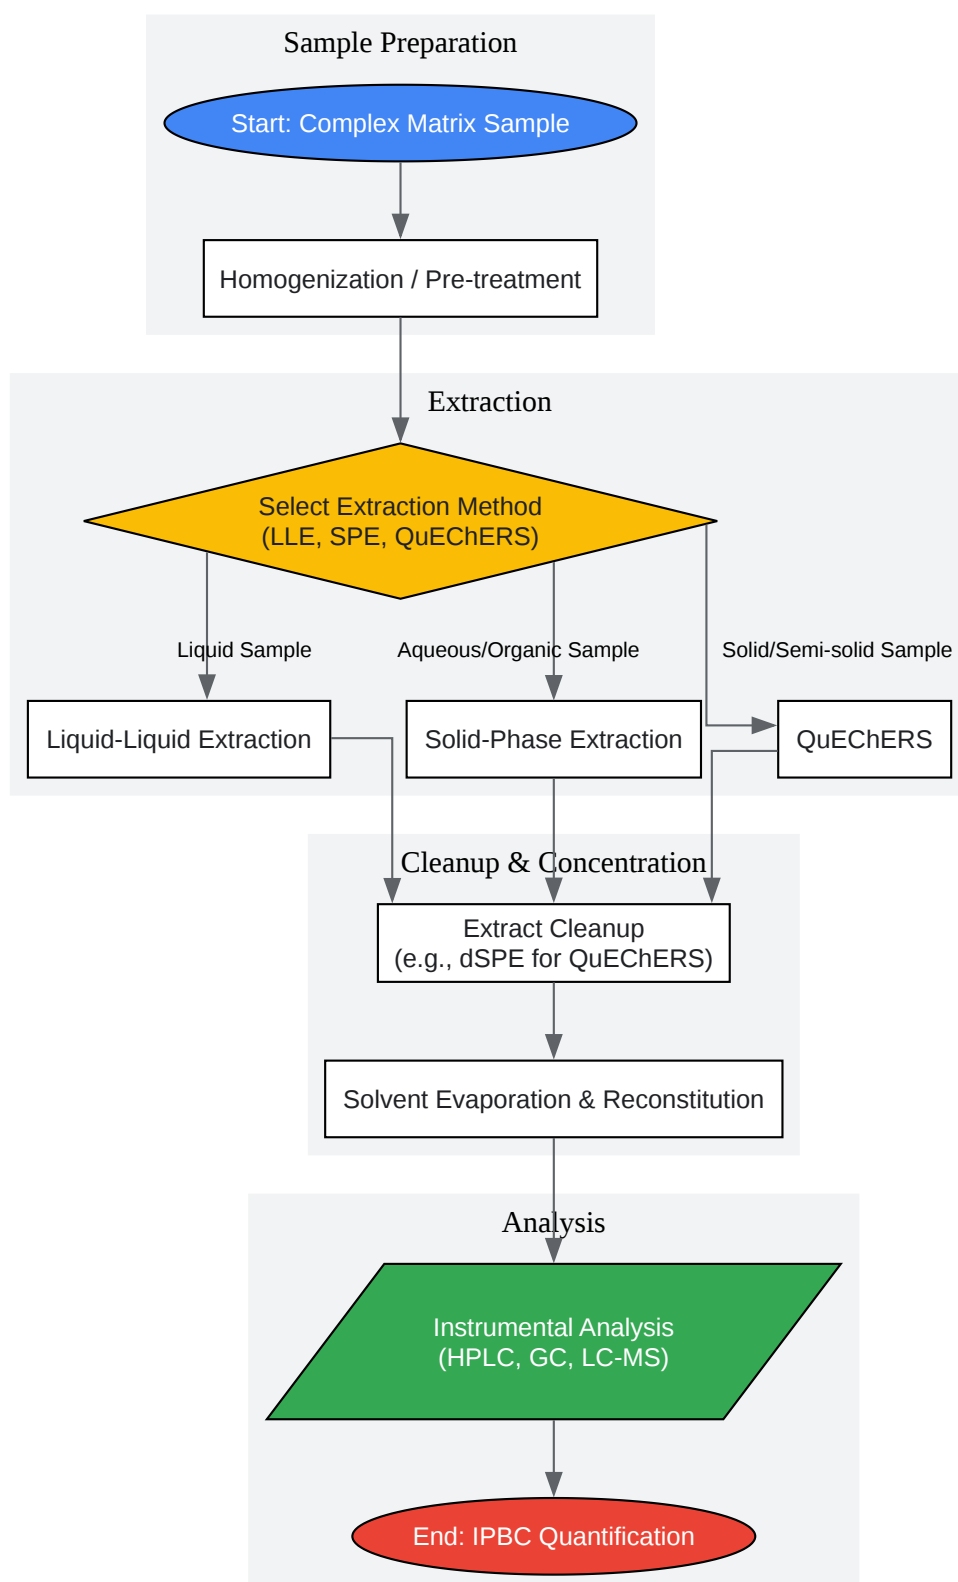 Sample Preparation
Start: Complex Matrix Sample
Homogenization / Pre-treatment
Extraction
Select Extraction Method
(LLE, SPE, QuEChERS)
Liquid Sample
Aqueous/Organic Sample
Solid/Semi-solid Sample
Liquid-Liquid Extraction
Solid-Phase Extraction
QuEChERS
Cleanup & Concentration
Extract Cleanup
(e.g., dSPE for QuEChERS)
Solvent Evaporation & Reconstitution
Analysis
Instrumental Analysis
(HPLC, GC, LC-MS)
End: IPBC Quantification